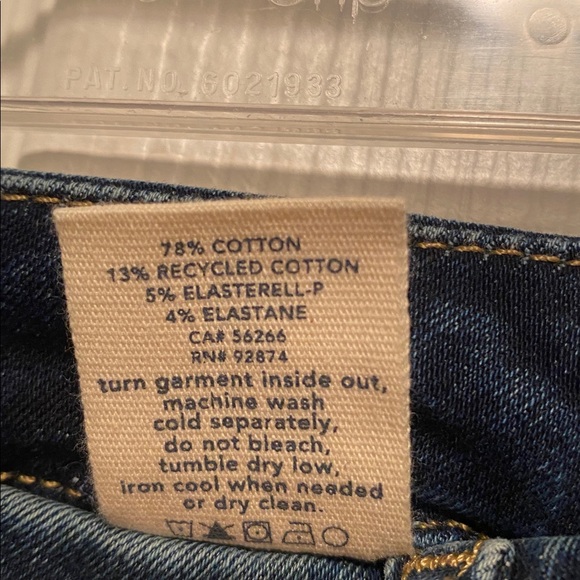 PAT. NO. 6021933
78% COTTON
13% RECYCLED COTTON
5% ELASTERELL-P
4% ELASTANE
CA# 56266
RN# 92874
turn garment inside out,
machine wash
cold separately,
do not bleach,
tumble dry low,
iron cool when needed
or dry clean.